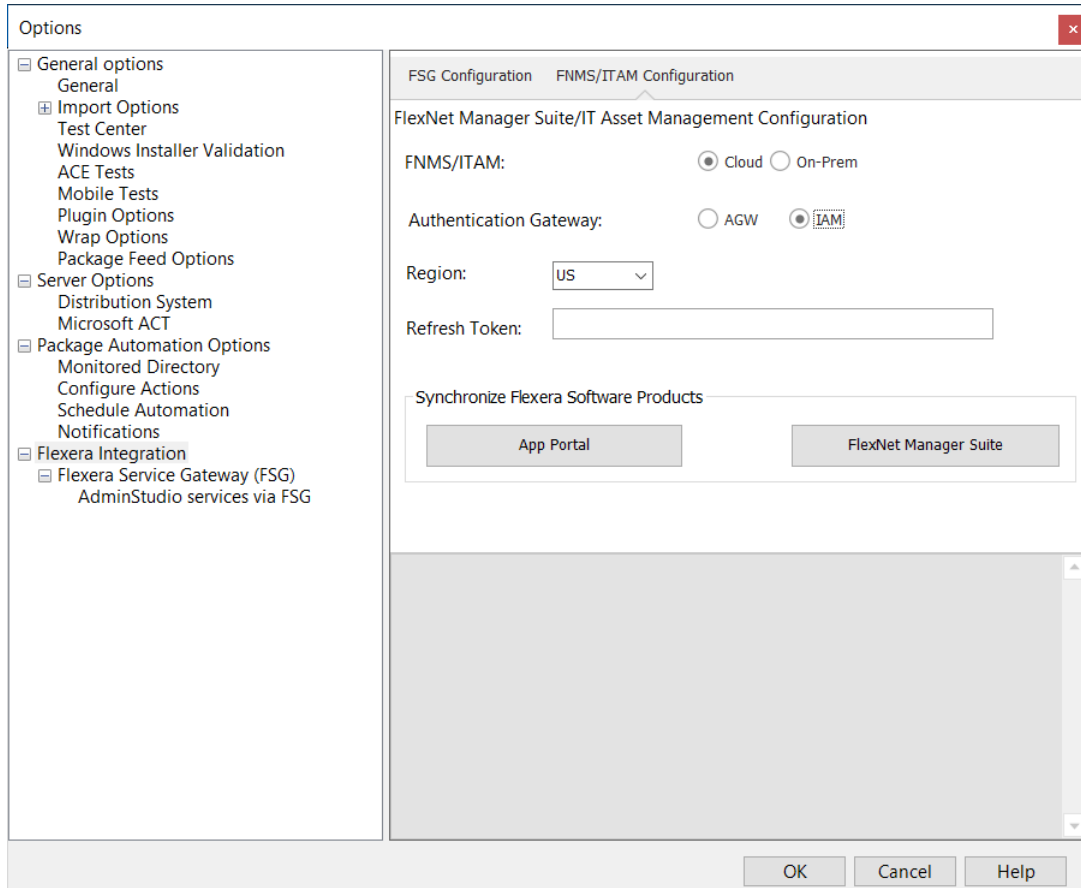 Options
General options
General
Import Options
Test Center
Windows Installer Validation
ACE Tests
Mobile Tests
Plugin Options
Wrap Options
Package Feed Options
Server Options
Distribution System
Microsoft ACT
Package Automation Options
Monitored Directory
Configure Actions
Schedule Automation
Notifications
Flexera Integration
Flexera Service Gateway (FSG)
AdminStudio services via FSG
FSG Configuration FNMS/ITAM Configuration
FlexNet Manager Suite/IT Asset Management Configuration
FNMS/ITAM: Cloud On-Prem
Authentication Gateway: AGW IAM
Region: US
Refresh Token:
Synchronize Flexera Software Products
App Portal FlexNet Manager Suite
OK Cancel Help